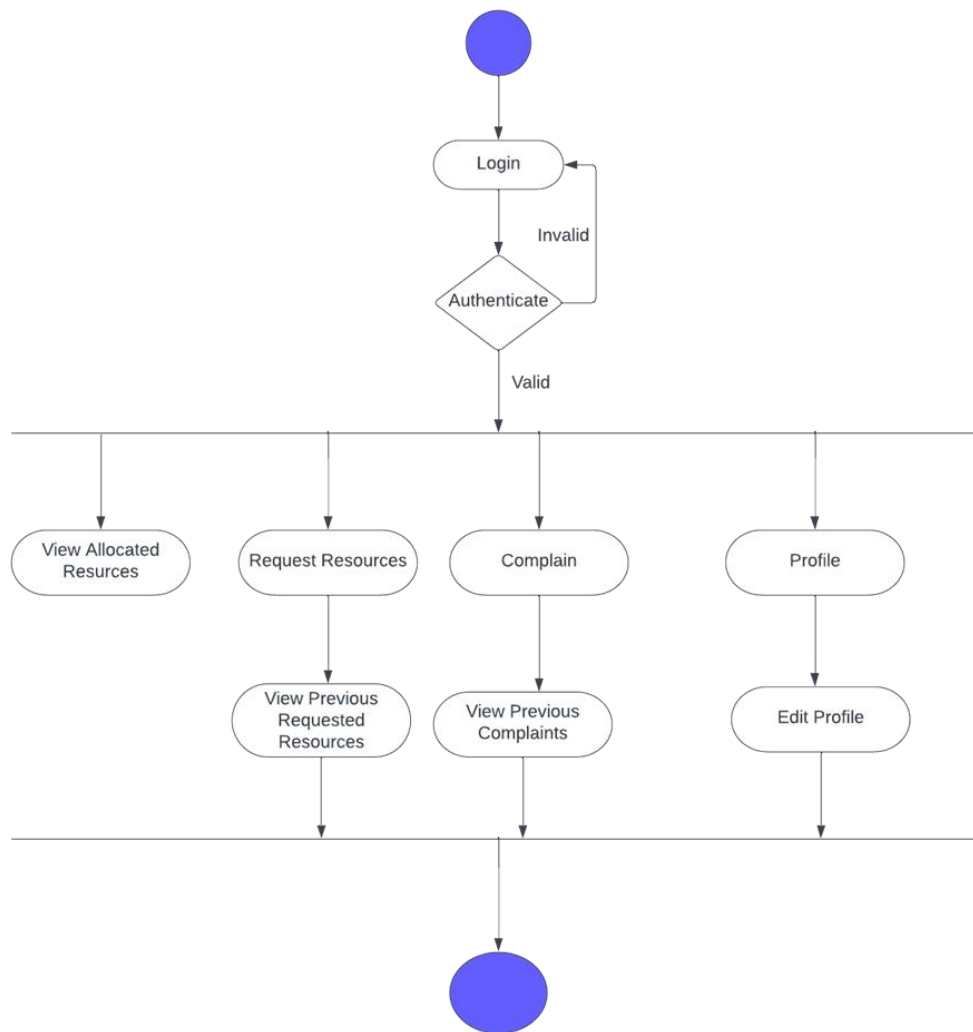 Login
Invalid
Authenticate
Valid
View Allocated
Resurces
Request Resources
Complain
Profile
View Previous
Requested
Resources
View Previous
Complaints
Edit Profile